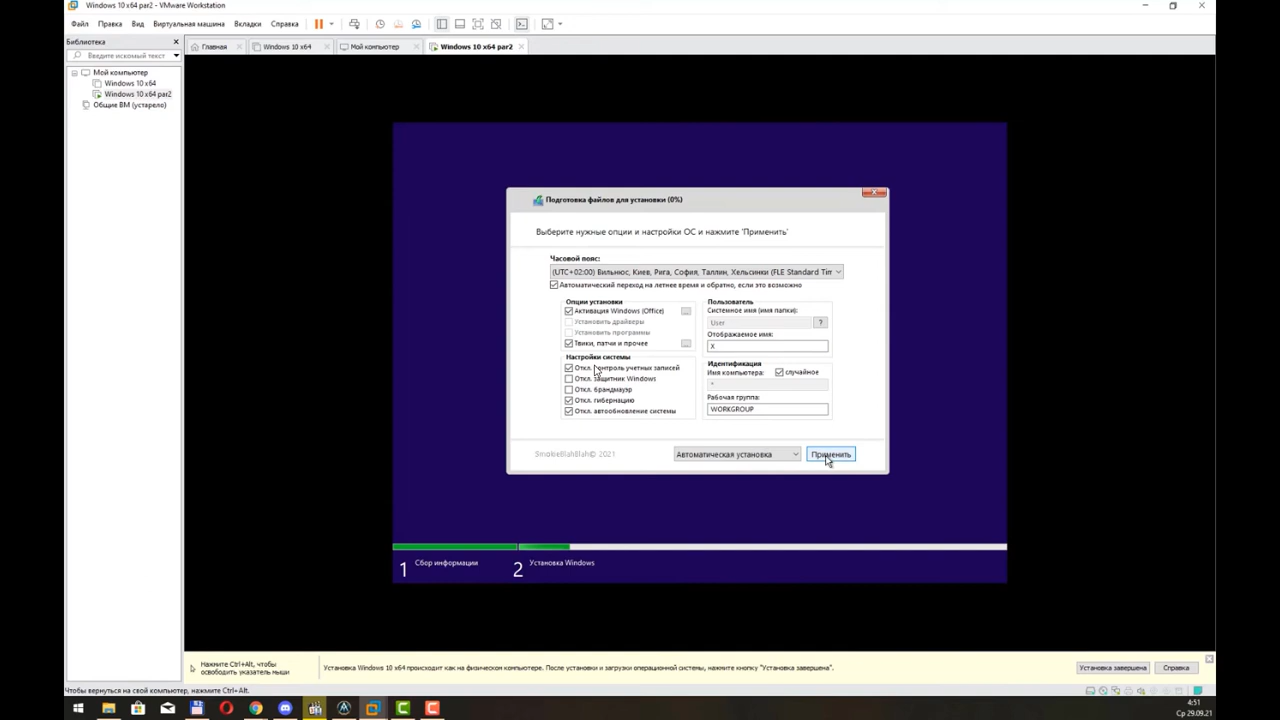 Windows 10 x64 par2 - VMware Workstation
Файл Правка Вид Виртуальная машина Вкладки Справка
Библиотека
Введите искомый текст
Мой компьютер
Windows 10 x64
Windows 10 x64 par2
Общие ВМ (устарело)
Главная Windows 10 x64 Мой компьютер Windows 10 x64 par2
Подготовка файлов для установки (0%)
Выберите нужные опции и настройки ОС и нажмите 'Применить'
Часовой пояс:
(UTC+02:00) Вильнюс, Киев, Рига, София, Таллин, Хельсинки (FLE Standard Tim
Автоматический переход на летнее время и обратно, если это возможно
Опции установки
Активация Windows (Office) ...
Установить драйверы
Установить программы
Твики, патчи и прочее ...
Настройки системы
Откл. контроль учетных записей
Откл. защитник Windows
Откл. брандмауэр
Откл. гибернацию
Откл. автообновление системы
Пользователь
Системное имя (имя папки):
User ?
Отображаемое имя:
X
Идентификация
Имя компьютера: случайное
*
Рабочая группа:
WORKGROUP
SmokieBlahBlah© 2021
Автоматическая установка
Применить
1 Сбор информации
2 Установка Windows
Нажмите Ctrl+Alt, чтобы
освободить указатель мыши
Установка Windows 10 x64 происходит как на физическом компьютере. После установки и загрузки операционной системы, нажмите кнопку "Установка завершена".
Установка завершена
Справка
Чтобы вернуться на свой компьютер, нажмите Ctrl+Alt.
4:51
Ср 29.09.21